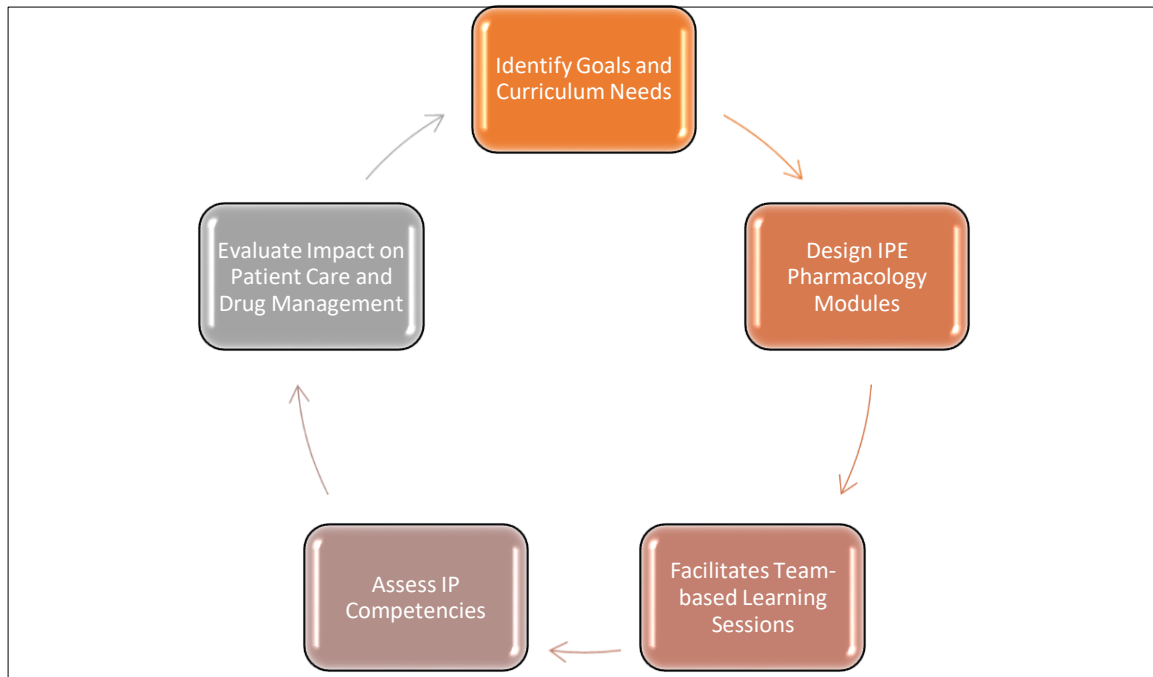 Identify Goals and
Curriculum Needs
Design IPE
Pharmacology
Modules
Facilitates Team-
based Learning
Sessions
Assess IP
Competencies
Evaluate Impact on
Patient Care and
Drug Management